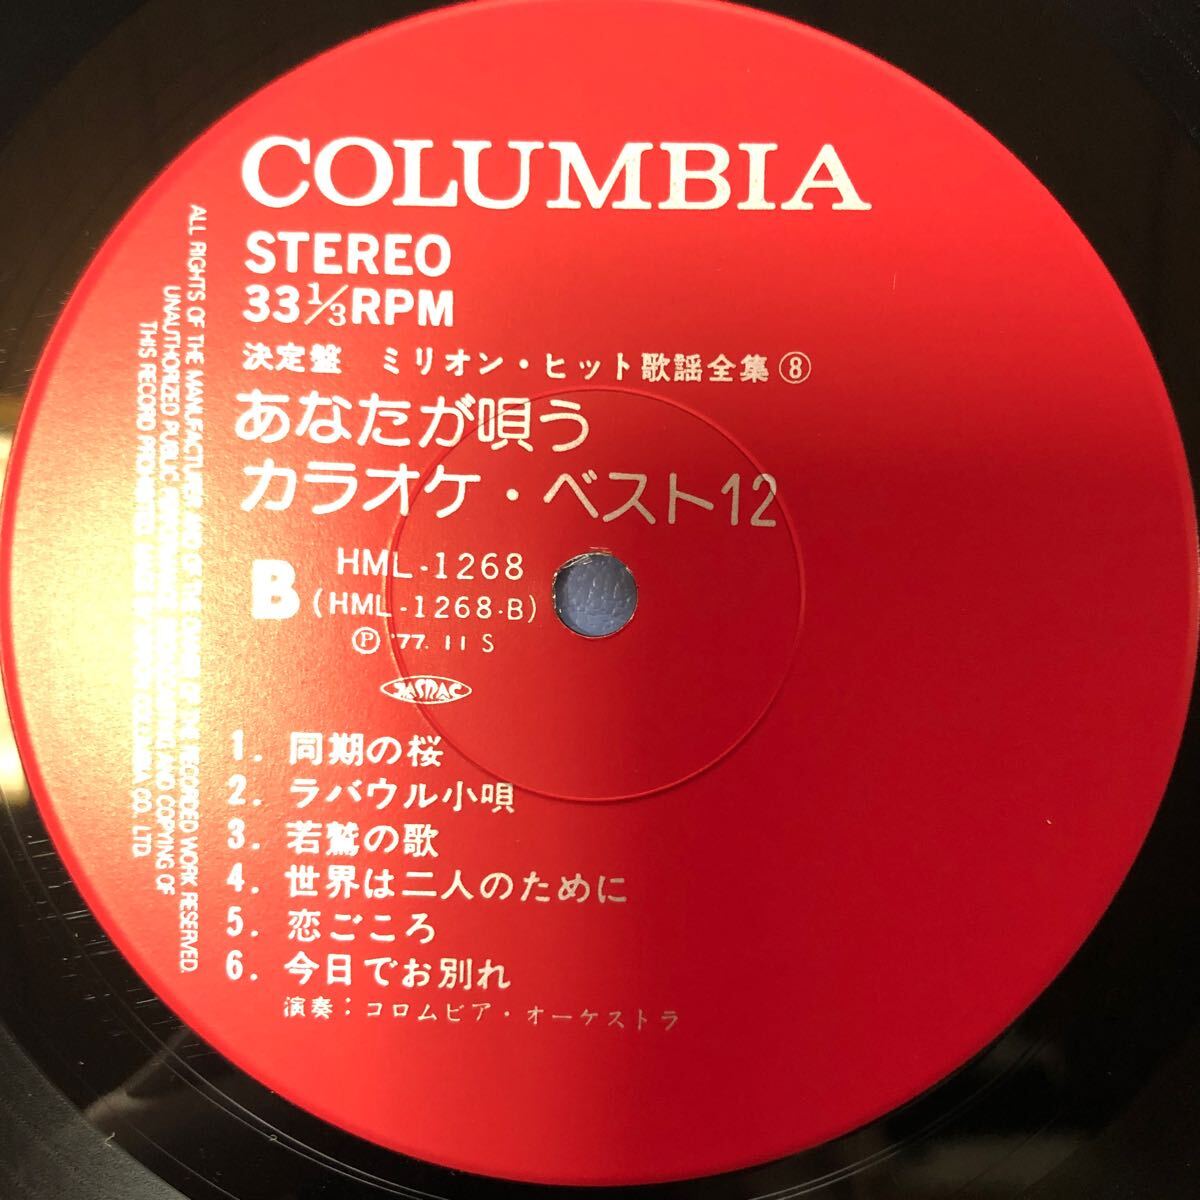 COLUMBIA
STEREO
33 1/3 RPM
決定盤 ミリオン・ヒット歌謡全集⑧
あなたが唄う
カラオケ・ベスト12
B
HML-1268
(HML-1268·B)
Ⓟ '77. 11 S
JASRAC
1. 同期の桜
2. ラバウル小唄
3. 若鷲の歌
4. 世界は二人のために
5. 恋ごころ
6. 今日でお別れ
演奏：コロムビア・オーケストラ
ALL RIGHTS OF THE MANUFACTURER AND OF THE OWNER OF THE RECORDED WORK RESERVED.
UNAUTHORIZED PUBLIC PERFORMANCE, BROADCASTING AND COPYING OF
THIS RECORD PROHIBITED. MADE BY NIPPON COLUMBIA CO., LTD.